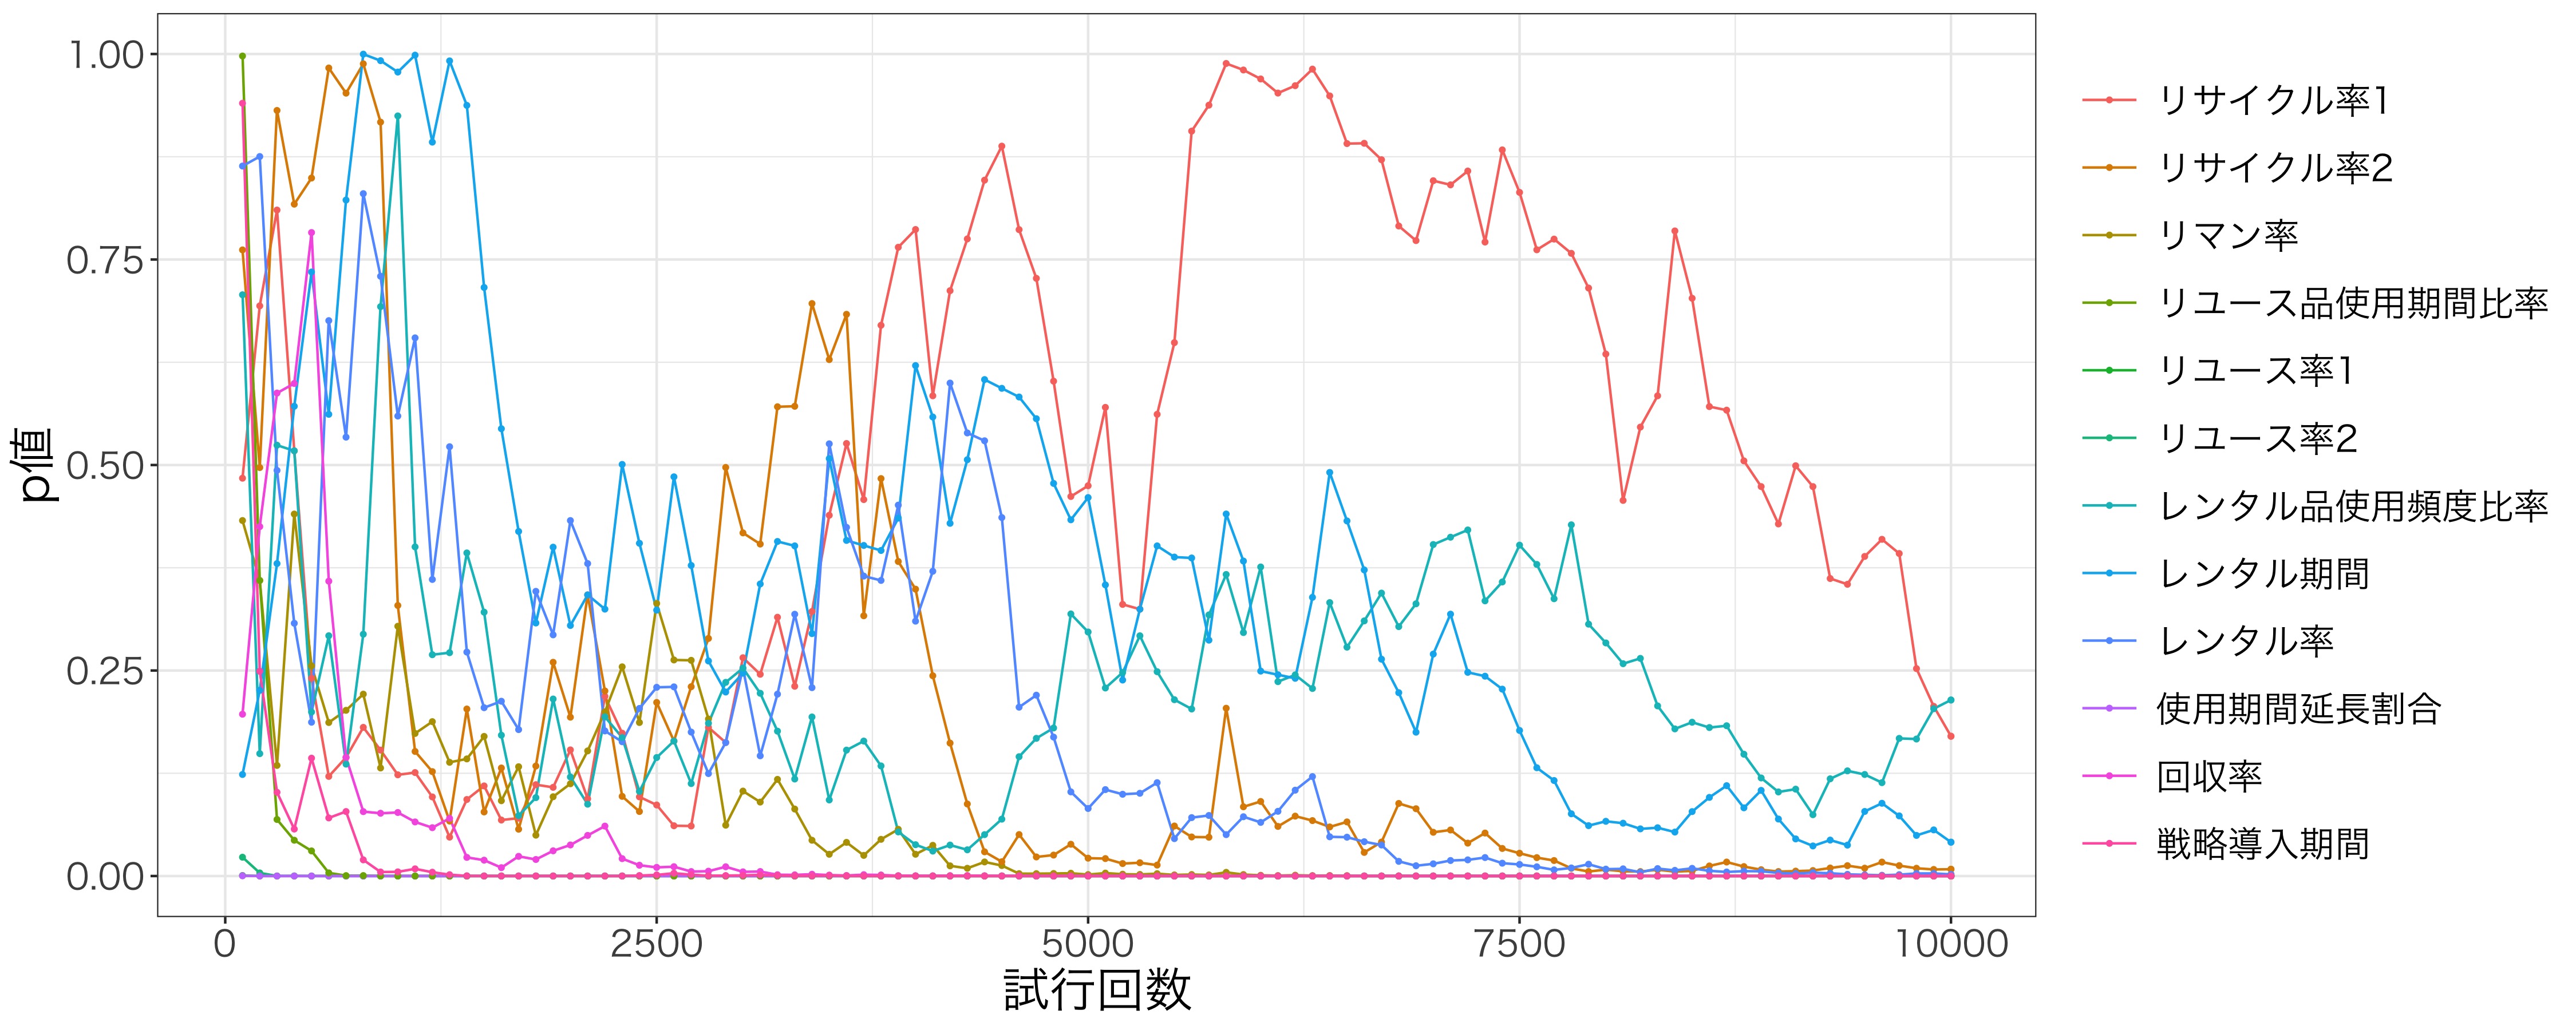 1.00
0.75
0.50
0.25
0.00
p値
0
2500
5000
7500
10000
試行回数
リサイクル率1
リサイクル率2
リマン率
リユース品使用期間比率
リユース率1
リユース率2
レンタル品使用頻度比率
レンタル期間
レンタル率
使用期間延長割合
回収率
戦略導入期間